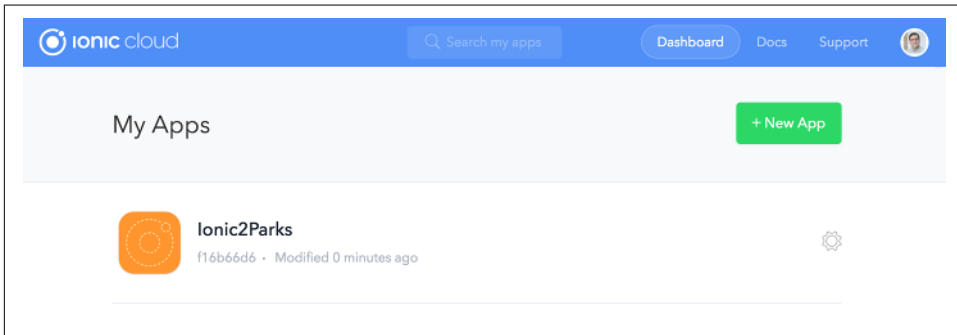 ionic cloud
Search my apps
Dashboard
Docs
Support
My Apps
+ New App
Ionic2Parks
f16b66d6 • Modified 0 minutes ago